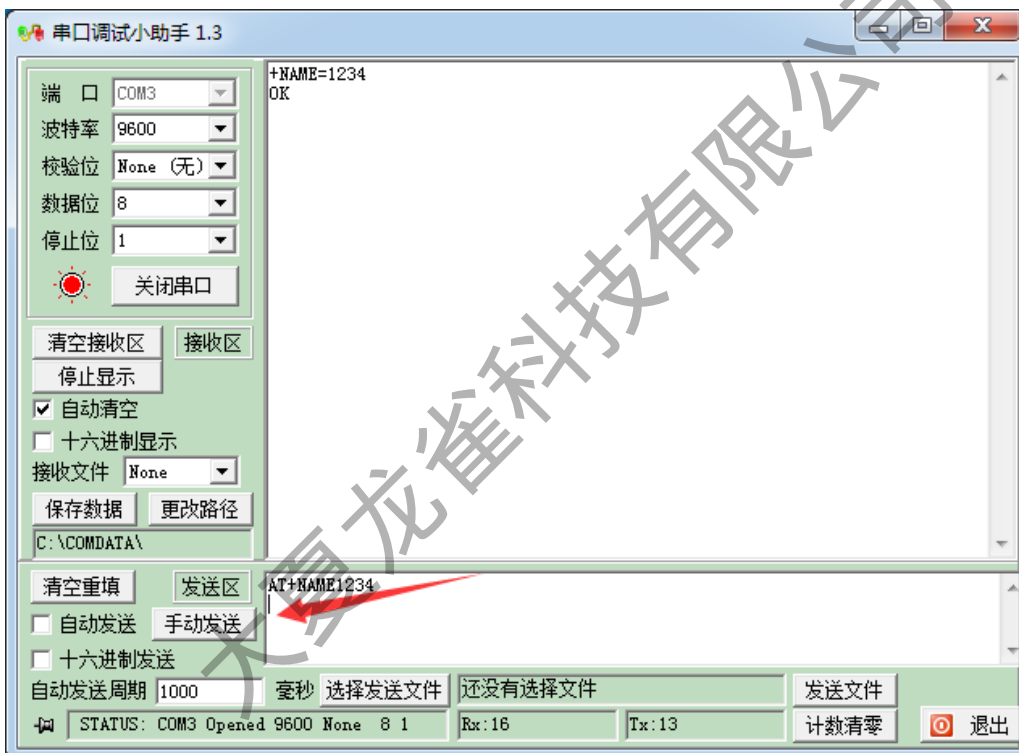 串口调试小助手 1.3
端 口 COM3
波特率 9600
校验位 None (无)
数据位 8
停止位 1
关闭串口
清空接收区 接收区
停止显示
自动清空
十六进制显示
接收文件 None
保存数据 更改路径
C:\COMDATA\
+NAME=1234
OK
清空重填 发送区
自动发送 手动发送
十六进制发送
AT+NAME1234
自动发送周期 1000 毫秒 选择发送文件 还没有选择文件 发送文件
STATUS: COM3 Opened 9600 None 8 1 Rx:16 Tx:13 计数清零 退出
大夏龙雀科技有限公司